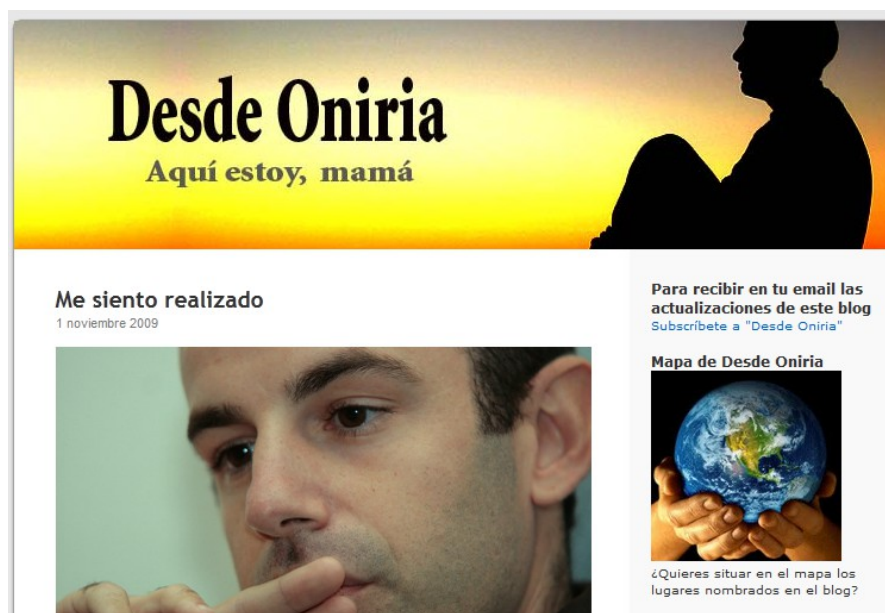 Desde Oniria
Aquí estoy, mamá
Me siento realizado
1 noviembre 2009
Para recibir en tu email las
actualizaciones de este blog
Subscríbete a "Desde Oniria"
Mapa de Desde Oniria
¿Quieres situar en el mapa los
lugares nombrados en el blog?